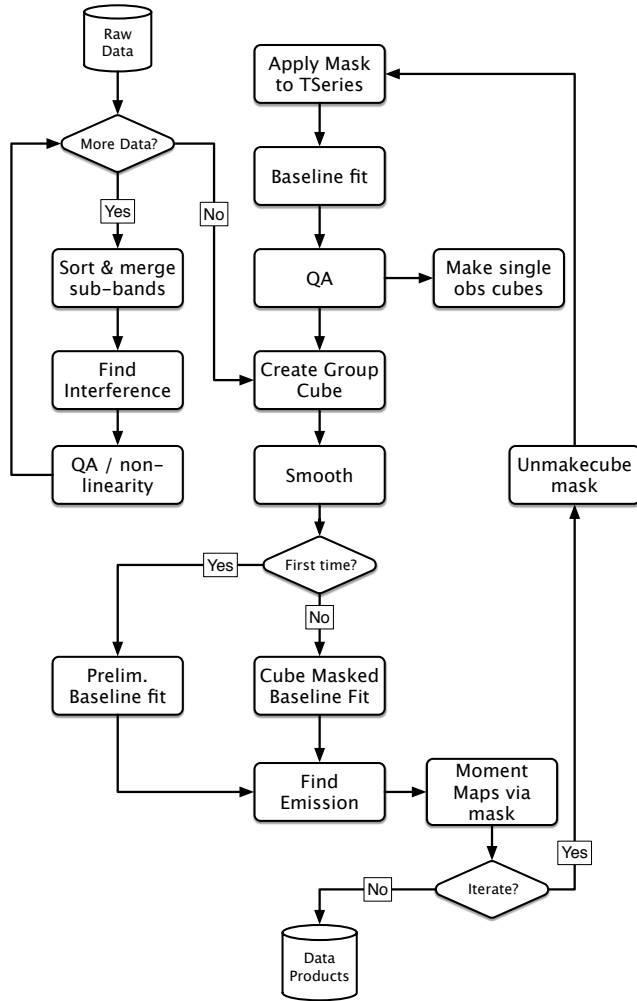 Raw
Data
More Data?
Yes
No
Sort & merge
sub-bands
Find
Interference
QA / non-
linearity
Apply Mask
to TSeries
Baseline fit
QA
Make single
obs cubes
Create Group
Cube
Smooth
First time?
Yes
No
Prelim.
Baseline fit
Cube Masked
Baseline Fit
Find
Emission
Moment
Maps via
mask
Iterate?
No
Yes
Data
Products
Unmakecube
mask